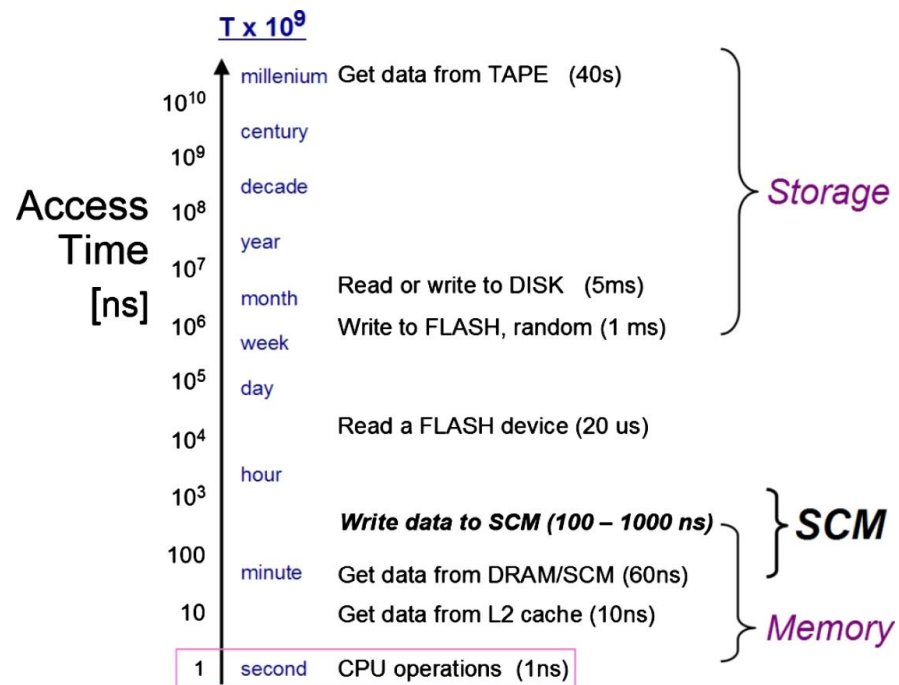 T x 10⁹
millenium Get data from TAPE (40s)
10¹⁰
century
10⁹
decade
Storage
Access
Time
[ns]
10⁸
year
10⁷
Read or write to DISK (5ms)
month
10⁶
Write to FLASH, random (1 ms)
week
10⁵
day
Read a FLASH device (20 us)
10⁴
hour
10³
Write data to SCM (100 – 1000 ns)
SCM
100
minute Get data from DRAM/SCM (60ns)
10 Get data from L2 cache (10ns)
Memory
1 second CPU operations (1ns)